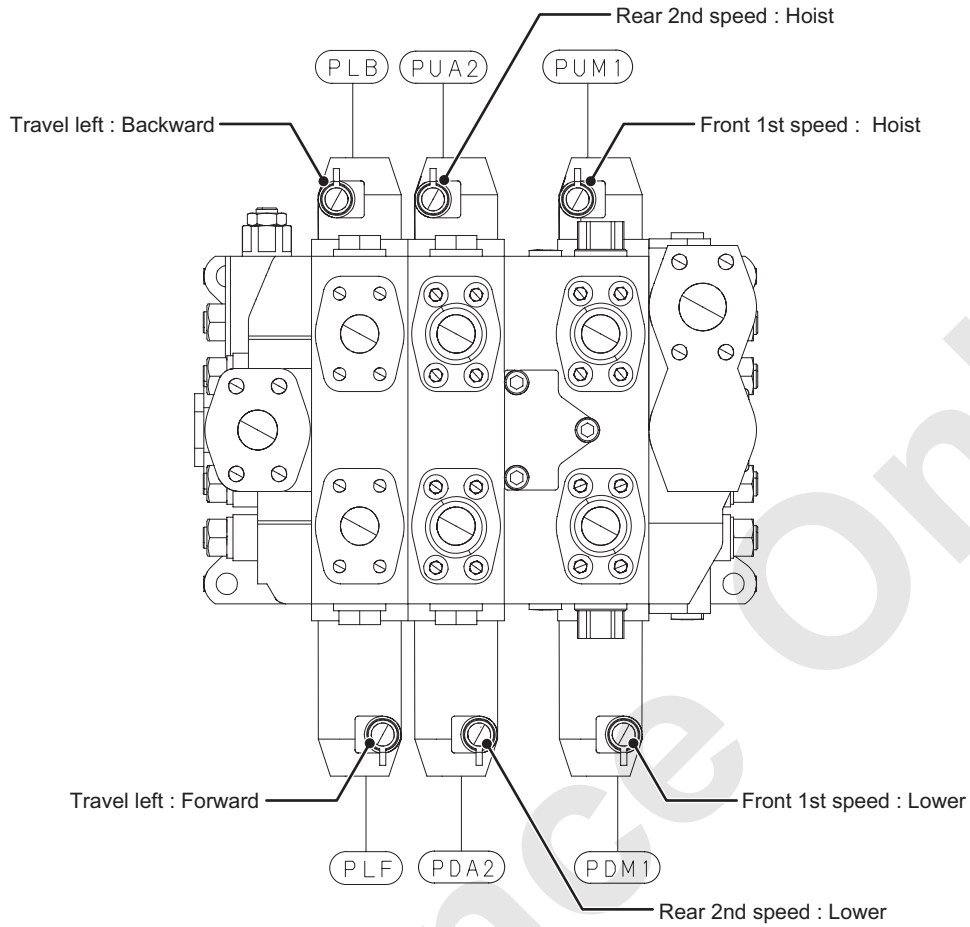 Rear 2nd speed : Hoist
PLB PUA2 PUM1
Travel left : Backward
Front 1st speed : Hoist
Travel left : Forward
Front 1st speed : Lower
PLF PDA2 PDM1
Rear 2nd speed : Lower